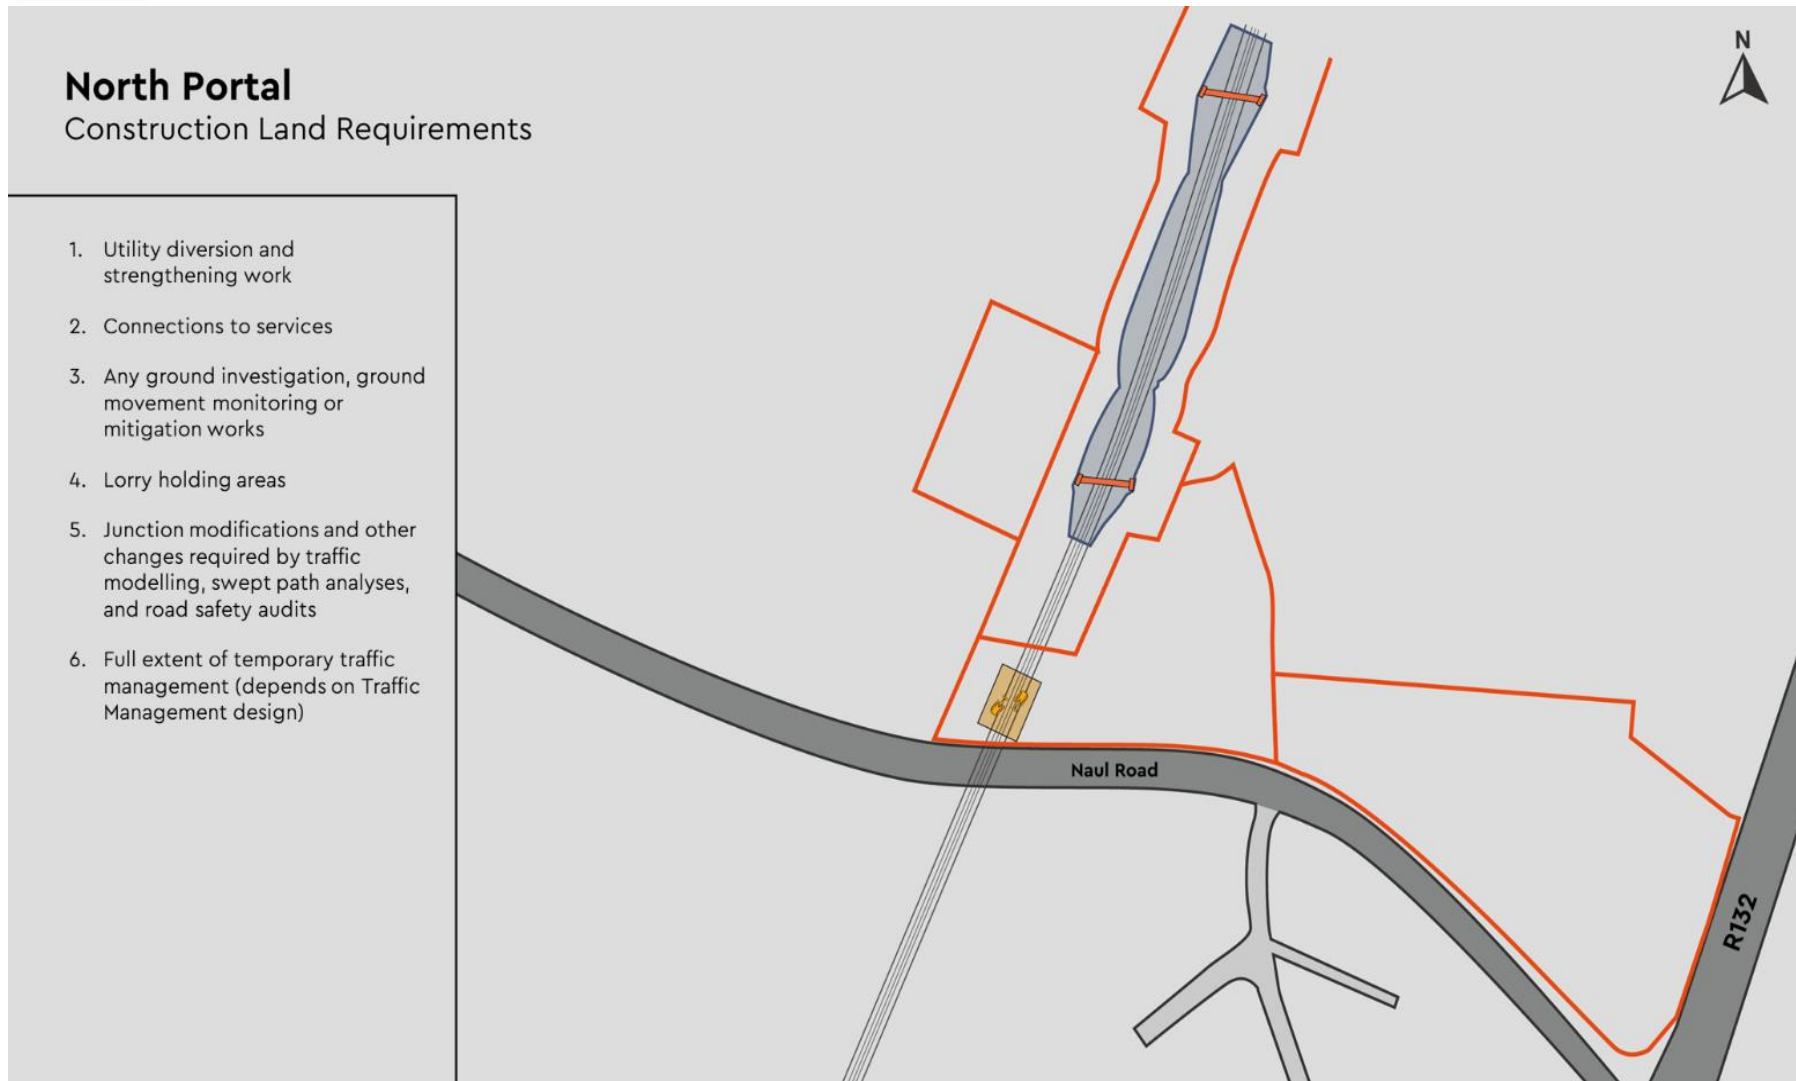 North Portal
Construction Land Requirements
N
1. Utility diversion and
strengthening work
2. Connections to services
3. Any ground investigation, ground
movement monitoring or
mitigation works
4. Lorry holding areas
5. Junction modifications and other
changes required by traffic
modelling, swept path analyses,
and road safety audits
6. Full extent of temporary traffic
management (depends on Traffic
Management design)
Naul Road
R132